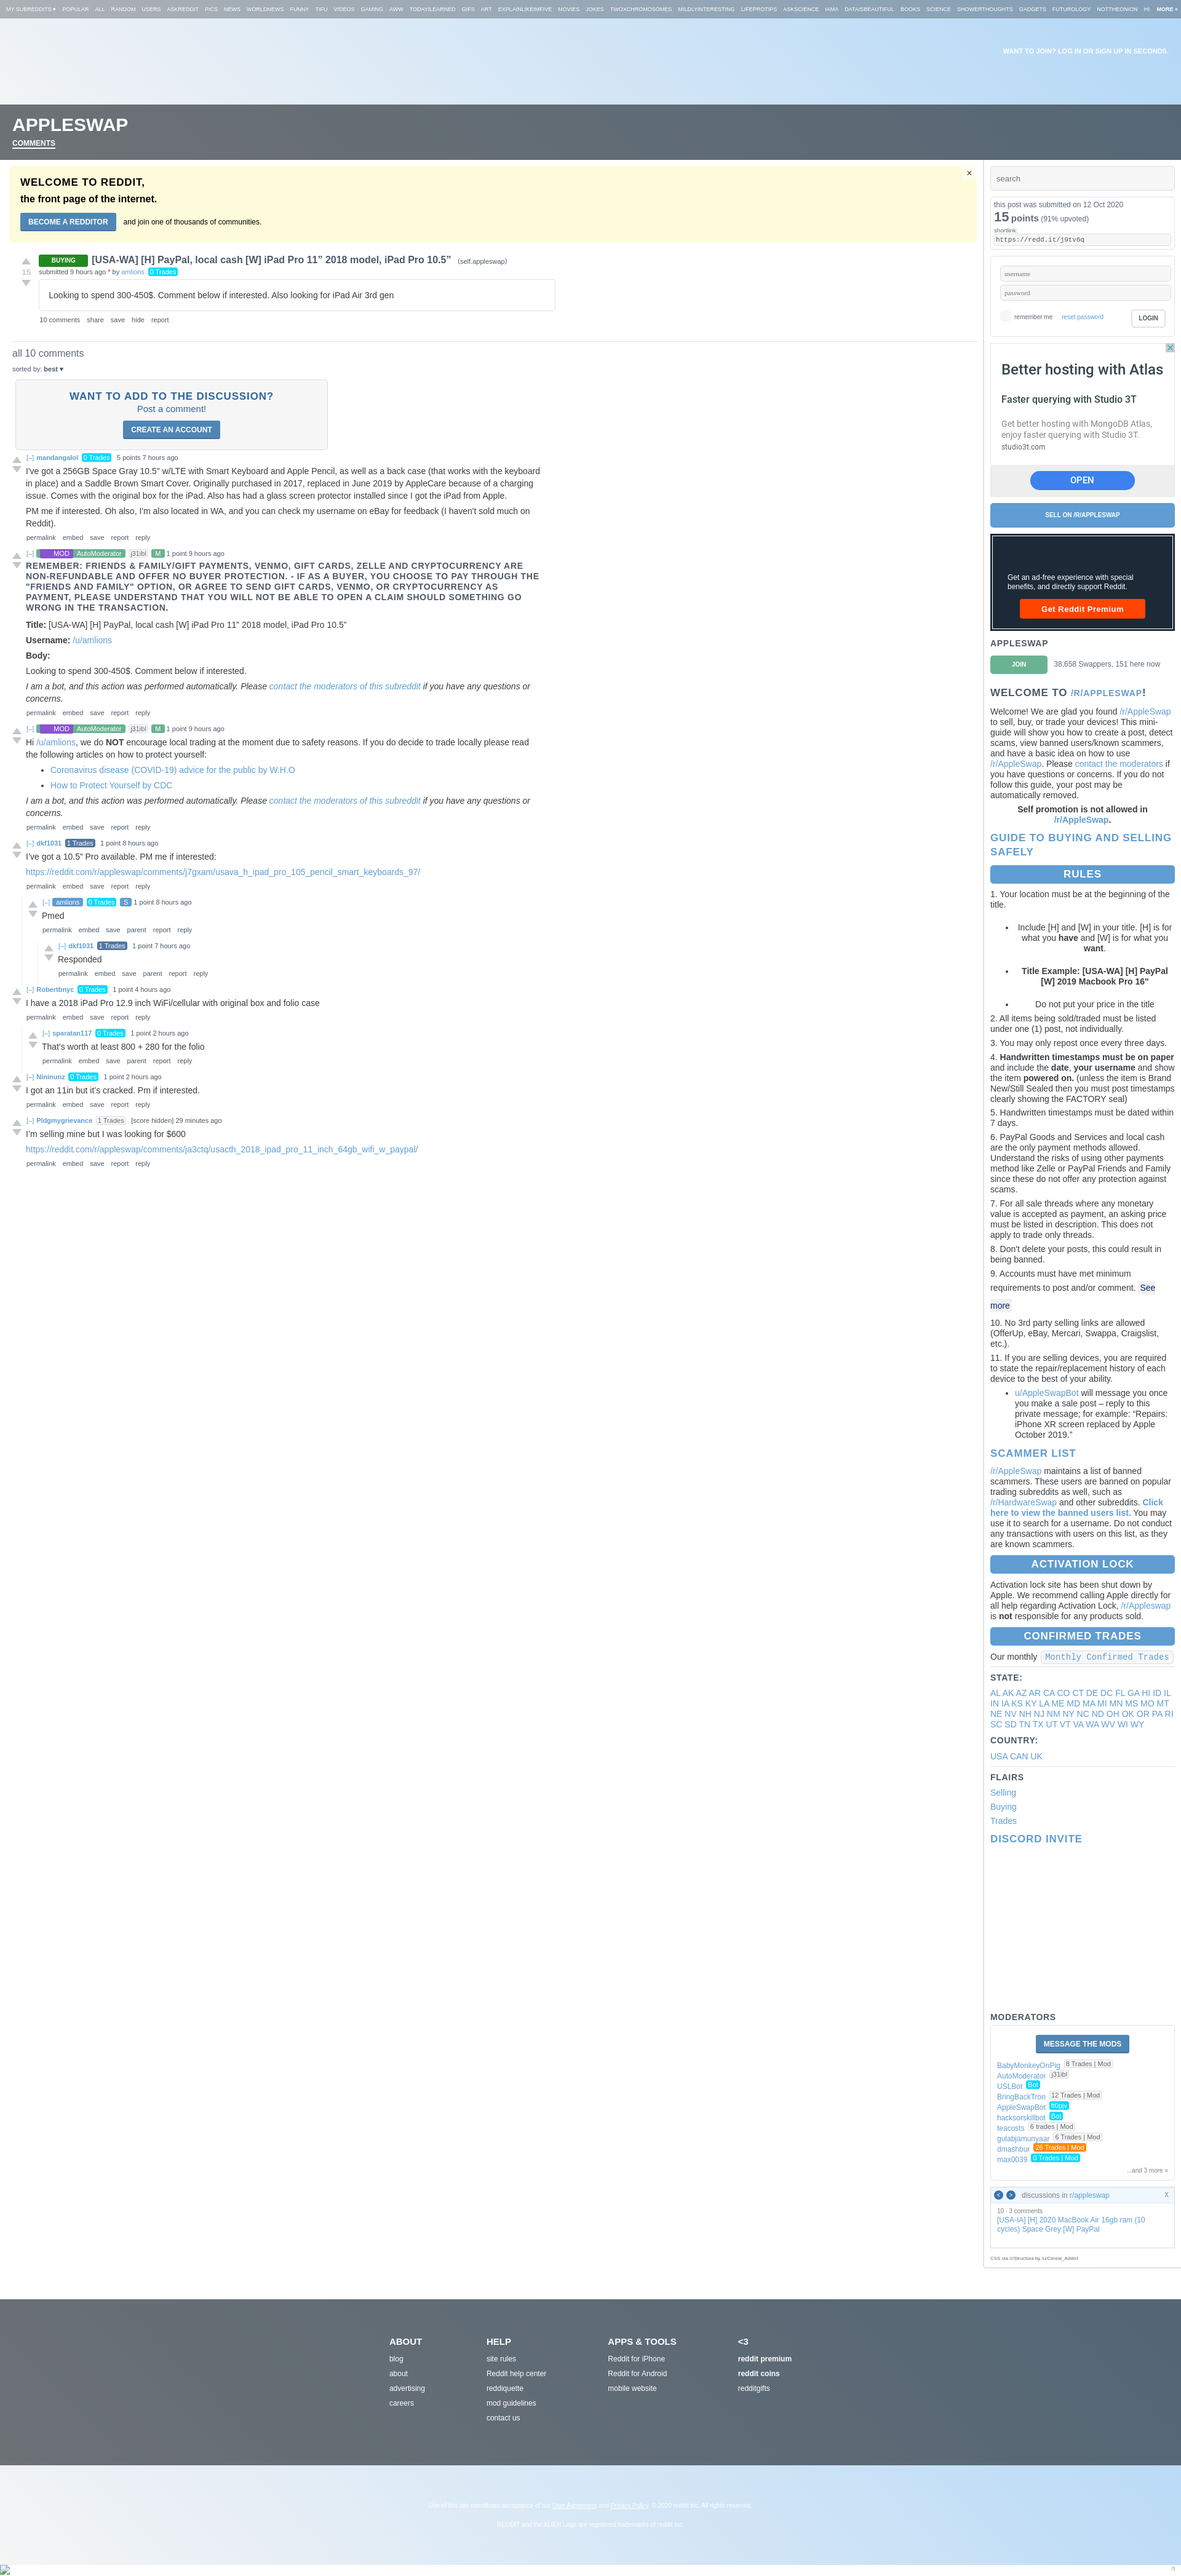 MY SUBREDDITS ▾ POPULAR ALL RANDOM USERS ASKREDDIT PICS NEWS WORLDNEWS FUNNY TIFU VIDEOS GAMING AWW TODAYILEARNED GIFS ART EXPLAINLIKEIMFIVE MOVIES JOKES TWOXCHROMOSOMES MILDLYINTERESTING LIFEPROTIPS ASKSCIENCE IAMA DATAISBEAUTIFUL BOOKS SCIENCE SHOWERTHOUGHTS GADGETS FUTUROLOGY NOTTHEONION HI MORE »
WANT TO JOIN? LOG IN OR SIGN UP IN SECONDS.
APPLESWAP
COMMENTS
WELCOME TO REDDIT,
the front page of the internet.
BECOME A REDDITOR and join one of thousands of communities.
×
15
BUYING [USA-WA] [H] PayPal, local cash [W] iPad Pro 11” 2018 model, iPad Pro 10.5” (self.appleswap)
submitted 9 hours ago * by amlions 0 Trades
Looking to spend 300-450$. Comment below if interested. Also looking for iPad Air 3rd gen
10 comments share save hide report
all 10 comments
sorted by: best ▾
WANT TO ADD TO THE DISCUSSION?
Post a comment!
CREATE AN ACCOUNT
[–] mandangalol 0 Trades 5 points 7 hours ago
I've got a 256GB Space Gray 10.5" w/LTE with Smart Keyboard and Apple Pencil, as well as a back case (that works with the keyboard
in place) and a Saddle Brown Smart Cover. Originally purchased in 2017, replaced in June 2019 by AppleCare because of a charging
issue. Comes with the original box for the iPad. Also has had a glass screen protector installed since I got the iPad from Apple.
PM me if interested. Oh also, I'm also located in WA, and you can check my username on eBay for feedback (I haven't sold much on
Reddit).
permalink embed save report reply
[–] MOD AutoModerator j31ibl M 1 point 9 hours ago
REMEMBER: FRIENDS & FAMILY/GIFT PAYMENTS, VENMO, GIFT CARDS, ZELLE AND CRYPTOCURRENCY ARE
NON-REFUNDABLE AND OFFER NO BUYER PROTECTION. - IF AS A BUYER, YOU CHOOSE TO PAY THROUGH THE
"FRIENDS AND FAMILY" OPTION, OR AGREE TO SEND GIFT CARDS, VENMO, OR CRYPTOCURRENCY AS
PAYMENT, PLEASE UNDERSTAND THAT YOU WILL NOT BE ABLE TO OPEN A CLAIM SHOULD SOMETHING GO
WRONG IN THE TRANSACTION.
Title: [USA-WA] [H] PayPal, local cash [W] iPad Pro 11” 2018 model, iPad Pro 10.5”
Username: /u/amlions
Body:
Looking to spend 300-450$. Comment below if interested.
I am a bot, and this action was performed automatically. Please contact the moderators of this subreddit if you have any questions or
concerns.
permalink embed save report reply
[–] MOD AutoModerator j31ibl M 1 point 9 hours ago
Hi /u/amlions, we do NOT encourage local trading at the moment due to safety reasons. If you do decide to trade locally please read
the following articles on how to protect yourself:
• Coronavirus disease (COVID-19) advice for the public by W.H.O
• How to Protect Yourself by CDC
I am a bot, and this action was performed automatically. Please contact the moderators of this subreddit if you have any questions or
concerns.
permalink embed save report reply
[–] dkf1031 1 Trades 1 point 8 hours ago
I’ve got a 10.5” Pro available. PM me if interested:
https://reddit.com/r/appleswap/comments/j7gxam/usava_h_ipad_pro_105_pencil_smart_keyboards_97/
permalink embed save report reply
[–] amlions 0 Trades S 1 point 8 hours ago
Pmed
permalink embed save parent report reply
[–] dkf1031 1 Trades 1 point 7 hours ago
Responded
permalink embed save parent report reply
[–] Robertbnyc 0 Trades 1 point 4 hours ago
I have a 2018 iPad Pro 12.9 inch WiFi/cellular with original box and folio case
permalink embed save report reply
[–] sparatan117 0 Trades 1 point 2 hours ago
That’s worth at least 800 + 280 for the folio
permalink embed save parent report reply
[–] Nininunz 0 Trades 1 point 2 hours ago
I got an 11in but it’s cracked. Pm if interested.
permalink embed save report reply
[–] Pldgmygrievance 1 Trades [score hidden] 29 minutes ago
I’m selling mine but I was looking for $600
https://reddit.com/r/appleswap/comments/ja3ctq/usacth_2018_ipad_pro_11_inch_64gb_wifi_w_paypal/
permalink embed save report reply
search
this post was submitted on 12 Oct 2020
15 points (91% upvoted)
shortlink:
https://redd.it/j9tv6q
username
password
remember me reset password LOGIN
Better hosting with Atlas
Faster querying with Studio 3T
Get better hosting with MongoDB Atlas,
enjoy faster querying with Studio 3T.
studio3t.com
OPEN
SELL ON /R/APPLESWAP
Get an ad-free experience with special
benefits, and directly support Reddit.
Get Reddit Premium
APPLESWAP
JOIN 38,658 Swappers, 151 here now
WELCOME TO /R/APPLESWAP!
Welcome! We are glad you found /r/AppleSwap
to sell, buy, or trade your devices! This mini-
guide will show you how to create a post, detect
scams, view banned users/known scammers,
and have a basic idea on how to use
/r/AppleSwap. Please contact the moderators if
you have questions or concerns. If you do not
follow this guide, your post may be
automatically removed.
Self promotion is not allowed in
/r/AppleSwap.
GUIDE TO BUYING AND SELLING
SAFELY
RULES
1. Your location must be at the beginning of the
title.
• Include [H] and [W] in your title. [H] is for
what you have and [W] is for what you
want.
• Title Example: [USA-WA] [H] PayPal
[W] 2019 Macbook Pro 16"
• Do not put your price in the title
2. All items being sold/traded must be listed
under one (1) post, not individually.
3. You may only repost once every three days.
4. Handwritten timestamps must be on paper
and include the date, your username and show
the item powered on. (unless the item is Brand
New/Still Sealed then you must post timestamps
clearly showing the FACTORY seal)
5. Handwritten timestamps must be dated within
7 days.
6. PayPal Goods and Services and local cash
are the only payment methods allowed.
Understand the risks of using other payments
method like Zelle or PayPal Friends and Family
since these do not offer any protection against
scams.
7. For all sale threads where any monetary
value is accepted as payment, an asking price
must be listed in description. This does not
apply to trade only threads.
8. Don't delete your posts, this could result in
being banned.
9. Accounts must have met minimum
requirements to post and/or comment. See
more
10. No 3rd party selling links are allowed
(OfferUp, eBay, Mercari, Swappa, Craigslist,
etc.).
11. If you are selling devices, you are required
to state the repair/replacement history of each
device to the best of your ability.
• u/AppleSwapBot will message you once
you make a sale post – reply to this
private message; for example: “Repairs:
iPhone XR screen replaced by Apple
October 2019.”
SCAMMER LIST
/r/AppleSwap maintains a list of banned
scammers. These users are banned on popular
trading subreddits as well, such as
/r/HardwareSwap and other subreddits. Click
here to view the banned users list. You may
use it to search for a username. Do not conduct
any transactions with users on this list, as they
are known scammers.
ACTIVATION LOCK
Activation lock site has been shut down by
Apple. We recommend calling Apple directly for
all help regarding Activation Lock, /r/Appleswap
is not responsible for any products sold.
CONFIRMED TRADES
Our monthly Monthly Confirmed Trades
STATE:
AL AK AZ AR CA CO CT DE DC FL GA HI ID IL
IN IA KS KY LA ME MD MA MI MN MS MO MT
NE NV NH NJ NM NY NC ND OH OK OR PA RI
SC SD TN TX UT VT VA WA WV WI WY
COUNTRY:
USA CAN UK
FLAIRS
Selling
Buying
Trades
DISCORD INVITE
MODERATORS
MESSAGE THE MODS
BabyMonkeyOnPig 8 Trades | Mod
AutoModerator j31ibl
USLBot Bot
BringBackTron 12 Trades | Mod
AppleSwapBot ft0pjv
hacksorskillbot Bot
teacosts 6 trades | Mod
gulabjamunyaar 6 Trades | Mod
dmashbur 26 Trades | Mod
max0039 0 Trades | Mod
...and 3 more »
< > discussions in r/appleswap X
10 · 3 comments
[USA-IA] [H] 2020 MacBook Air 16gb ram (10
cycles) Space Grey [W] PayPal
CSS via /r/Structura by /u/Cereal_Addict
ABOUT
blog
about
advertising
careers
HELP
site rules
Reddit help center
reddiquette
mod guidelines
contact us
APPS & TOOLS
Reddit for iPhone
Reddit for Android
mobile website
<3
reddit premium
reddit coins
redditgifts
Use of this site constitutes acceptance of our User Agreement and Privacy Policy. © 2020 reddit inc. All rights reserved.
REDDIT and the ALIEN Logo are registered trademarks of reddit inc.
π